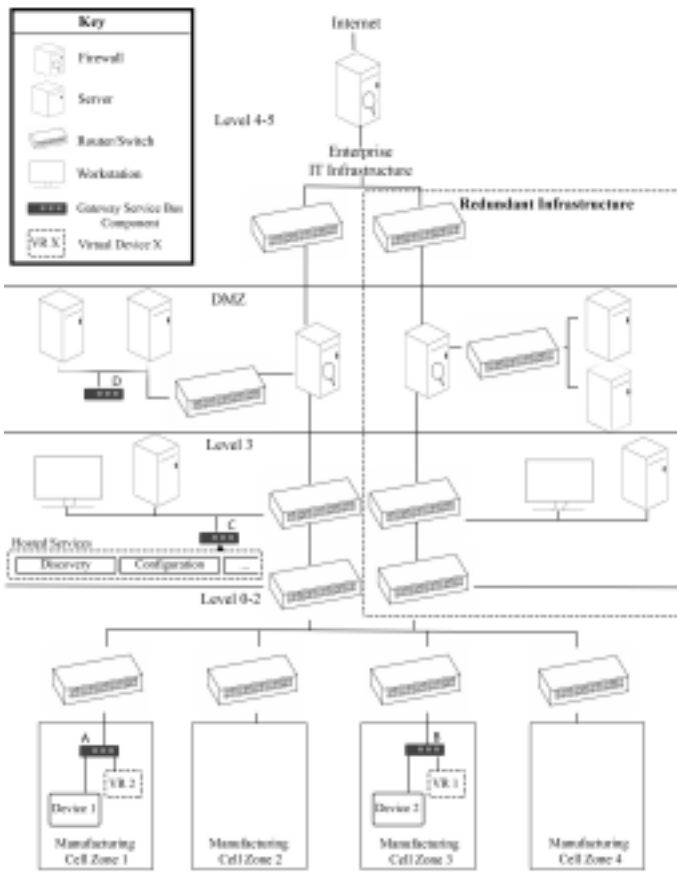 Key
Firewall
Server
Router/Switch
Workstation
Gateway Service Bus
Component
VR X
Virtual Device X
Internet
Level 4-5
Enterprise
IT Infrastructure
Redundant Infrastructure
DMZ
D
Level 3
C
Hosted Services
Discovery
Configuration
...
Level 0-2
A
VR 2
Device 1
Manufacturing
Cell Zone 1
Manufacturing
Cell Zone 2
B
VR 1
Device 2
Manufacturing
Cell Zone 3
Manufacturing
Cell Zone 4